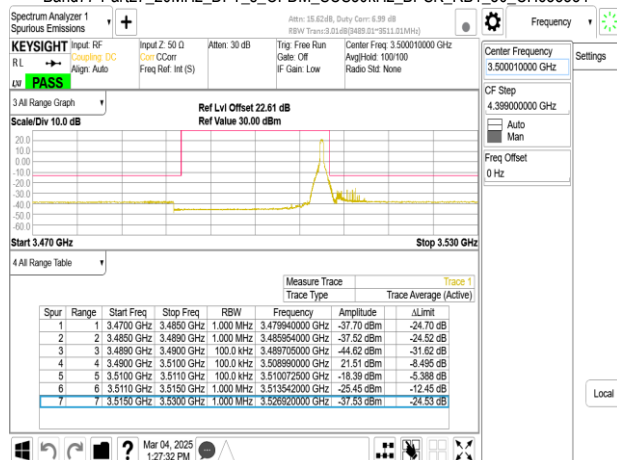 Spectrum Analyzer 1
Spurious Emissions
Attn: 15.62dB, Duty Corr: 6.99 dB
RBW Tranc:3.01dB(3489.01~3511.01MHz)
Frequency
KEYSIGHT Input: RF Input Z: 50 Ω Atten: 30 dB Trig: Free Run Center Freq: 3.500010000 GHz
RL Coupling: DC Corr CCorr Gate: Off Avg|Hold: 100/100
Align: Auto Freq Ref: Int (S) IF Gain: Low Radio Std: None
LXI PASS
Center Frequency
3.500010000 GHz
Settings
CF Step
4.399000000 GHz
Auto
Man
Freq Offset
0 Hz
3 All Range Graph
Ref Lvl Offset 22.61 dB
Scale/Div 10.0 dB Ref Value 30.00 dBm
20.0
10.0
0.00
-10.0
-20.0
-30.0
-40.0
-50.0
-60.0
Start 3.470 GHz Stop 3.530 GHz
4 All Range Table
Measure Trace Trace 1
Trace Type Trace Average (Active)
Spur Range Start Freq Stop Freq RBW Frequency Amplitude ΔLimit
1 1 3.4700 GHz 3.4850 GHz 1.000 MHz 3.479940000 GHz -37.70 dBm -24.70 dB
2 2 3.4850 GHz 3.4890 GHz 1.000 MHz 3.485954000 GHz -37.52 dBm -24.52 dB
3 3 3.4890 GHz 3.4900 GHz 100.0 kHz 3.489705000 GHz -44.62 dBm -31.62 dB
4 4 3.4900 GHz 3.5100 GHz 100.0 kHz 3.508990000 GHz 21.51 dBm -8.495 dB
5 5 3.5100 GHz 3.5110 GHz 100.0 kHz 3.510072500 GHz -18.39 dBm -5.388 dB
6 6 3.5110 GHz 3.5150 GHz 1.000 MHz 3.513542000 GHz -25.45 dBm -12.45 dB
7 7 3.5150 GHz 3.5300 GHz 1.000 MHz 3.526920000 GHz -37.53 dBm -24.53 dB
Local
Mar 04, 2025
1:27:32 PM